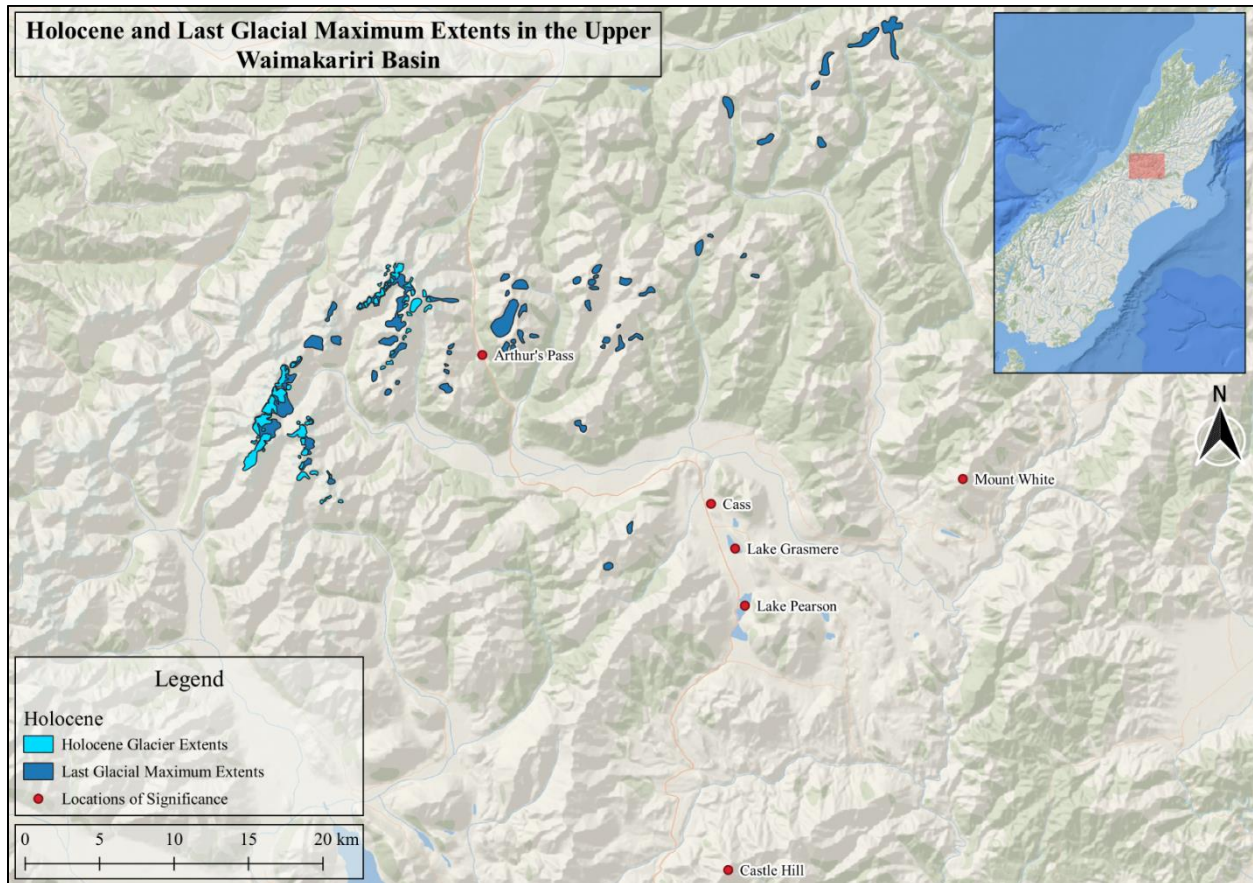 Holocene and Last Glacial Maximum Extents in the Upper
Waimakariri Basin
N
Arthur's Pass
Mount White
Cass
Lake Grasmere
Lake Pearson
Legend
Holocene
Holocene Glacier Extents
Last Glacial Maximum Extents
Locations of Significance
0 5 10 15 20 km
Castle Hill